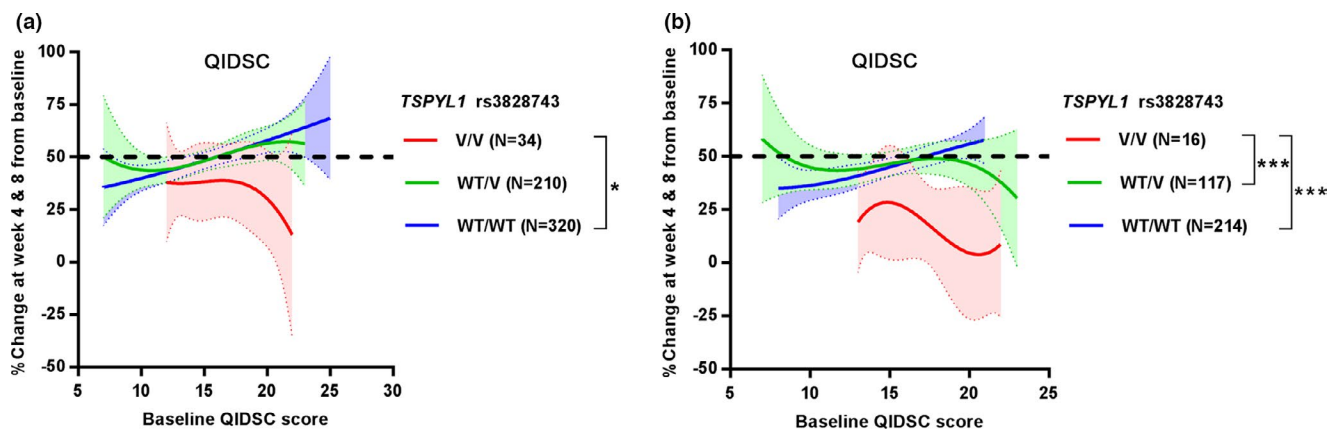 (a)
QIDSC
100
75
50
25
0
-25
-50
%Change at week 4 & 8 from baseline
5 10 15 20 25 30
Baseline QIDSC score
TSPYL1 rs3828743
V/V (N=34)
WT/V (N=210)
WT/WT (N=320)
*
(b)
QIDSC
100
75
50
25
0
-25
-50
%Change at week 4 & 8 from baseline
5 10 15 20 25
Baseline QIDSC score
TSPYL1 rs3828743
V/V (N=16)
WT/V (N=117)
WT/WT (N=214)
***
***